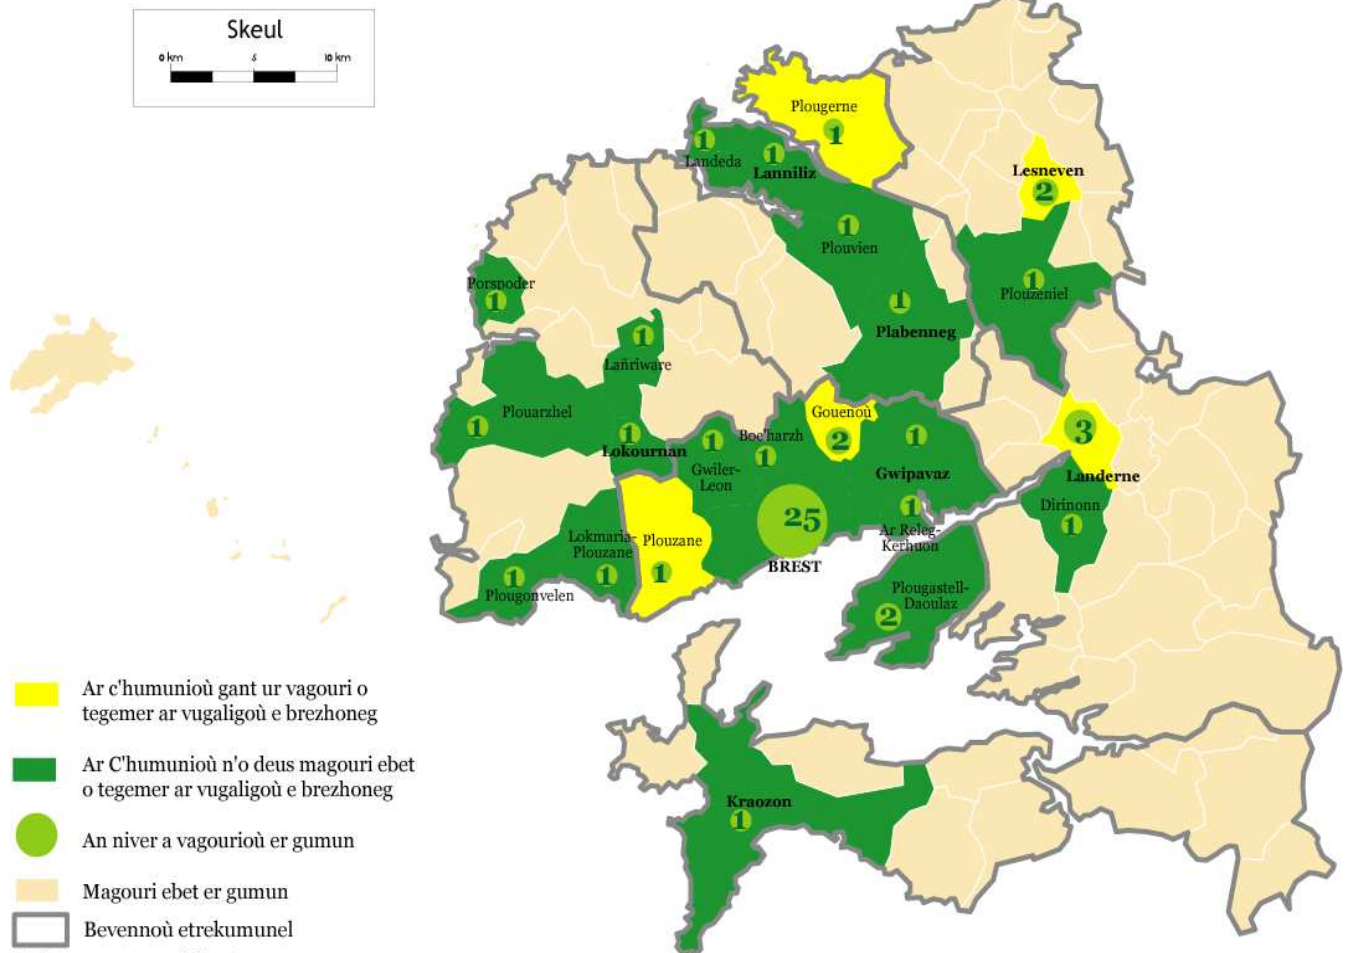 Skeul
0 km 5 10 km
Plougerne
1
Landeda
1
Lanniliz
1
Lesneven
2
Plouvien
1
Plouzeniel
1
Porspoder
1
Plabenneg
1
Lañriware
1
Plouarzhel
1
Lokournan
1
Gwiler-
Leon
1
Boc'harzh
1
Gouenoù
2
Gwipavaz
1
Landerne
3
Dirinonn
1
BREST
25
Ar Releg-
Kerhuon
1
Lokmaria-
Plouzane
1
Plouzane
1
Plougonvelen
1
Plougastell-
Daoulaz
2
Kraozon
1
Ar c'humunioù gant ur vagouri o
tegemer ar vugaligoù e brezhoneg
Ar C'humunioù n'o deus magouri ebet
o tegemer ar vugaligoù e brezhoneg
An niver a vagourioù er gumun
Magouri ebet er gumun
Bevennoù etrekumunel